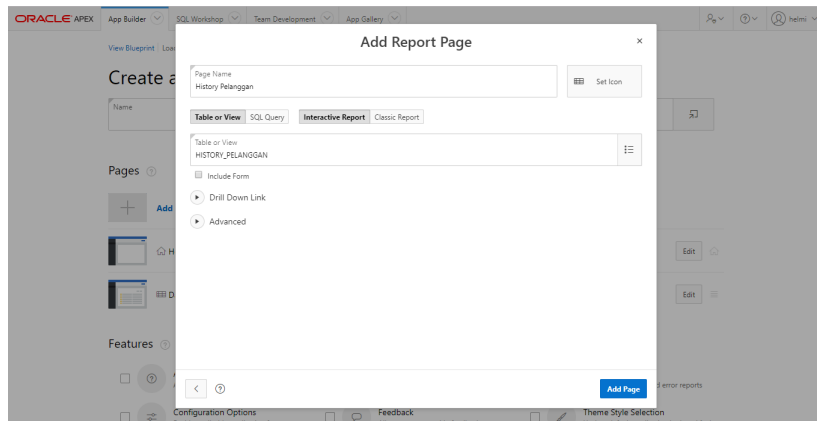 ORACLE APEX App Builder SQL Workshop Team Development App Gallery helmi
View Blueprint Loa
Add Report Page
Create a
Page Name
History Pelanggan
Set Icon
Name
Table or View SQL Query Interactive Report Classic Report
Table or View
HISTORY_PELANGGAN
Pages
Include Form
Drill Down Link
Add
Advanced
H Edit
D Edit
Features
Add Page
d error reports
Configuration Options Feedback Theme Style Selection